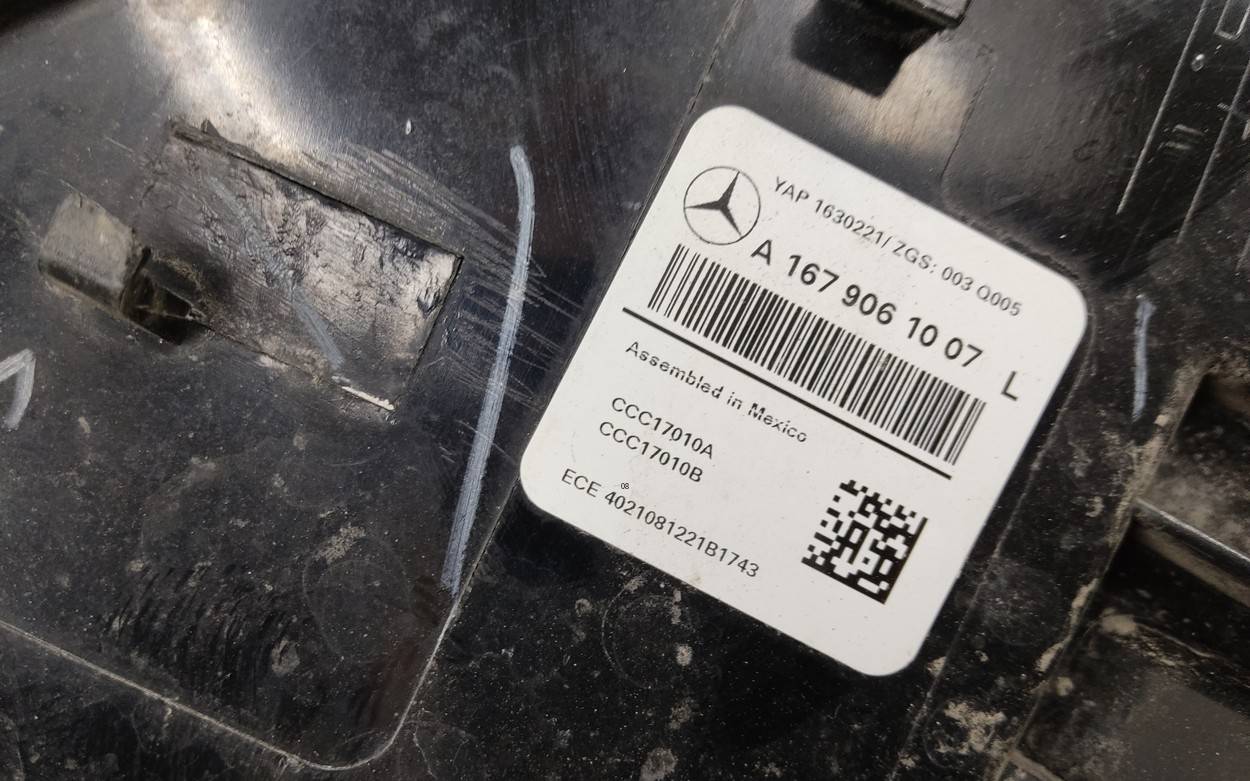 YAP 1630221/ ZGS: 003 Q005
A 167 906 10 07 L
Assembled in Mexico
CCC17010A
CCC17010B
08
ECE 4021081221B1743